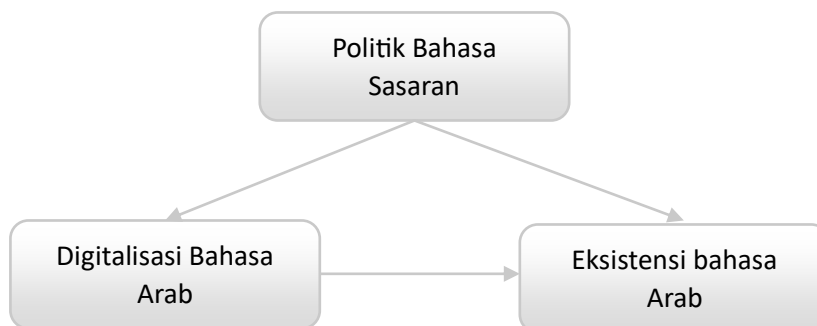 Politik Bahasa
Sasaran
Digitalisasi Bahasa
Arab
Eksistensi bahasa
Arab